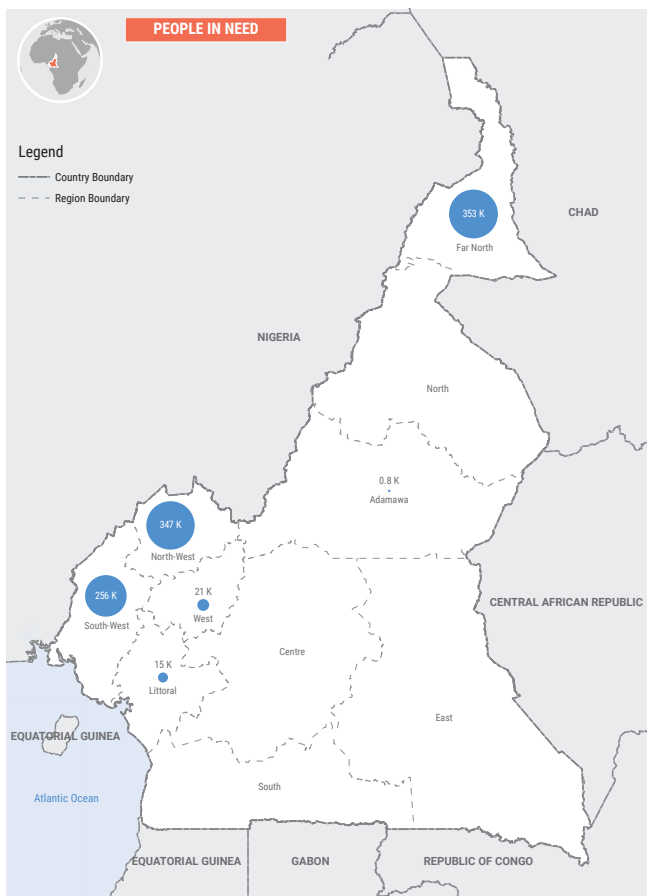 PEOPLE IN NEED
Legend
Country Boundary
Region Boundary
353 K
Far North
CHAD
NIGERIA
North
0.8 K
Adamawa
347 K
North-West
256 K
South-West
21 K
West
CENTRAL AFRICAN REPUBLIC
Centre
15 K
Littoral
East
EQUATORIAL GUINEA
South
Atlantic Ocean
EQUATORIAL GUINEA
GABON
REPUBLIC OF CONGO